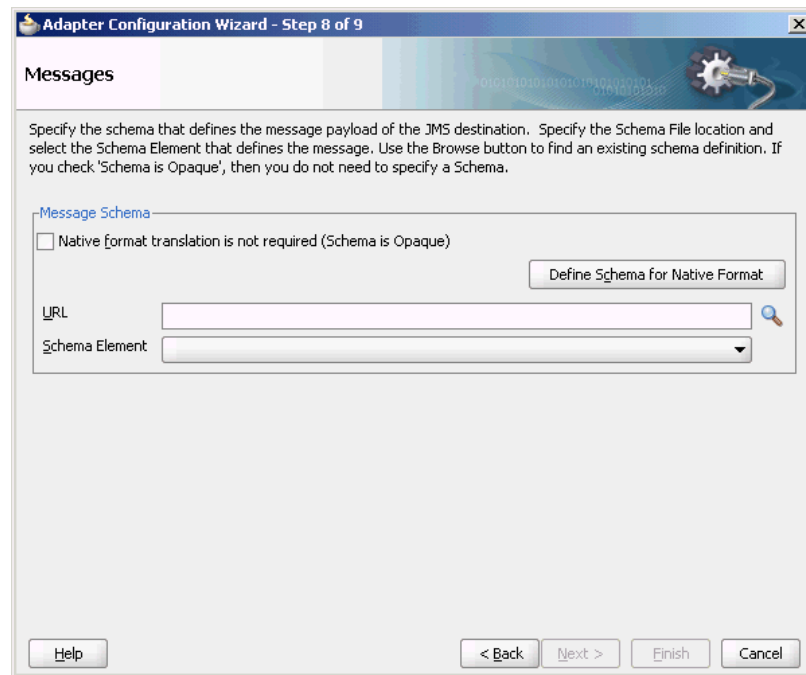 Adapter Configuration Wizard - Step 8 of 9
Messages
Specify the schema that defines the message payload of the JMS destination. Specify the Schema File location and
select the Schema Element that defines the message. Use the Browse button to find an existing schema definition. If
you check 'Schema is Opaque', then you do not need to specify a Schema.
Message Schema
Native format translation is not required (Schema is Opaque)
Define Schema for Native Format
URL
Schema Element
Help
< Back
Next >
Finish
Cancel